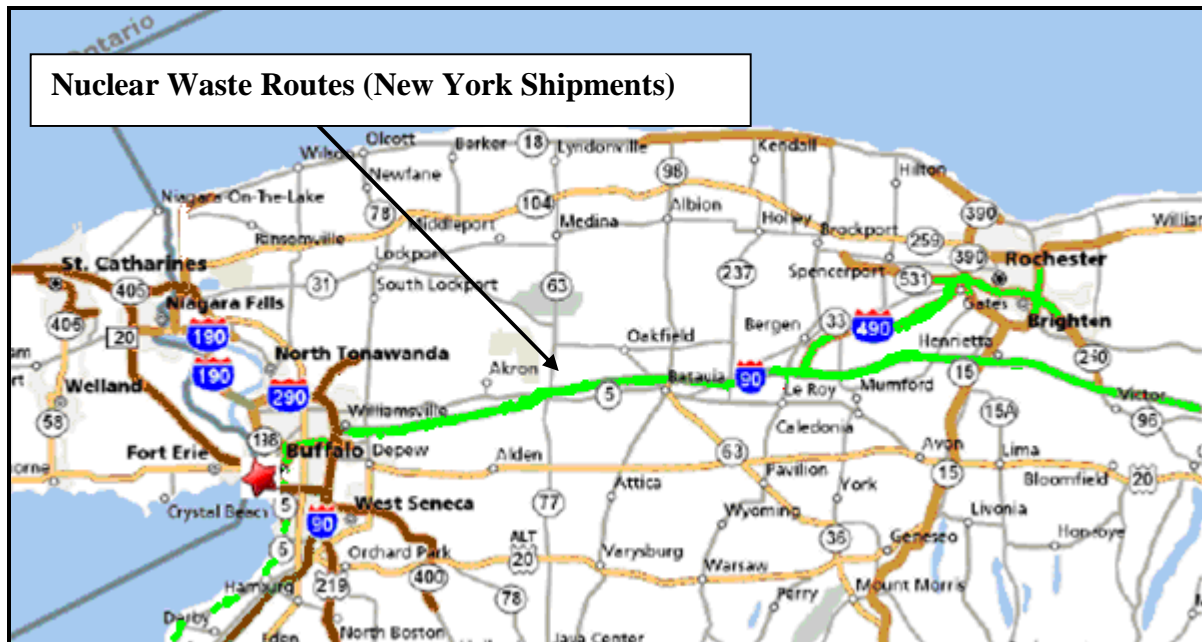 Ontario
Nuclear Waste Routes (New York Shipments)
Olcott
Barker
18
Lyndonville
Kendall
Wilson
Newfane
98
Hilton
Niagara-On-The-Lake
78
104
Albion
390
Ransomville
Middleport
Medina
Holley
Brockport
259
Lockport
390
St. Catharines
237
Spencerport
Rochester
405
31
South Lockport
63
531
Niagara Falls
Gates
406
20
190
33
490
Brighton
Bergen
North Tonawanda
Oakfield
Henrietta
190
Akron
Batavia
90
290
Welland
5
Le Roy
Mumford
15
Victor
Williamsville
58
198
15A
96
Caledonia
Fort Erie
Buffalo
Depew
Alden
63
Avon
Lima
Pavilion
15
Bloomfield
20
Attica
York
Crystal Beach
5
77
West Seneca
Wyoming
Livonia
90
Honeoye
36
Geneseo
5
Orchard Park
ALT
20
Varysburg
Warsaw
Hamburg
219
400
Mount Morris
78
Perry
Derby
Eden
North Boston
Java Center